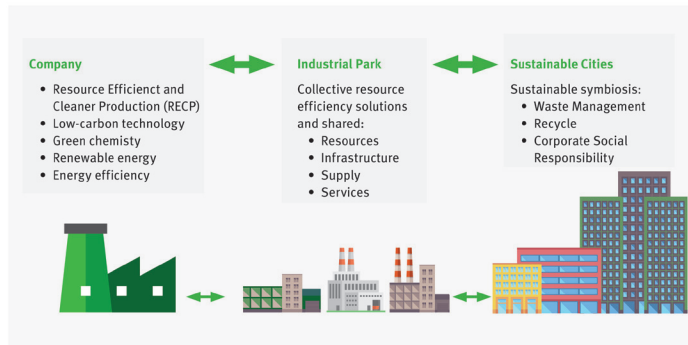 Company
• Resource Efficienct and
Cleaner Production (RECP)
• Low-carbon technology
• Green chemisty
• Renewable energy
• Energy efficiency
Industrial Park
Collective resource
efficiency solutions
and shared:
• Resources
• Infrastructure
• Supply
• Services
Sustainable Cities
Sustainable symbiosis:
• Waste Management
• Recycle
• Corporate Social
Responsibility